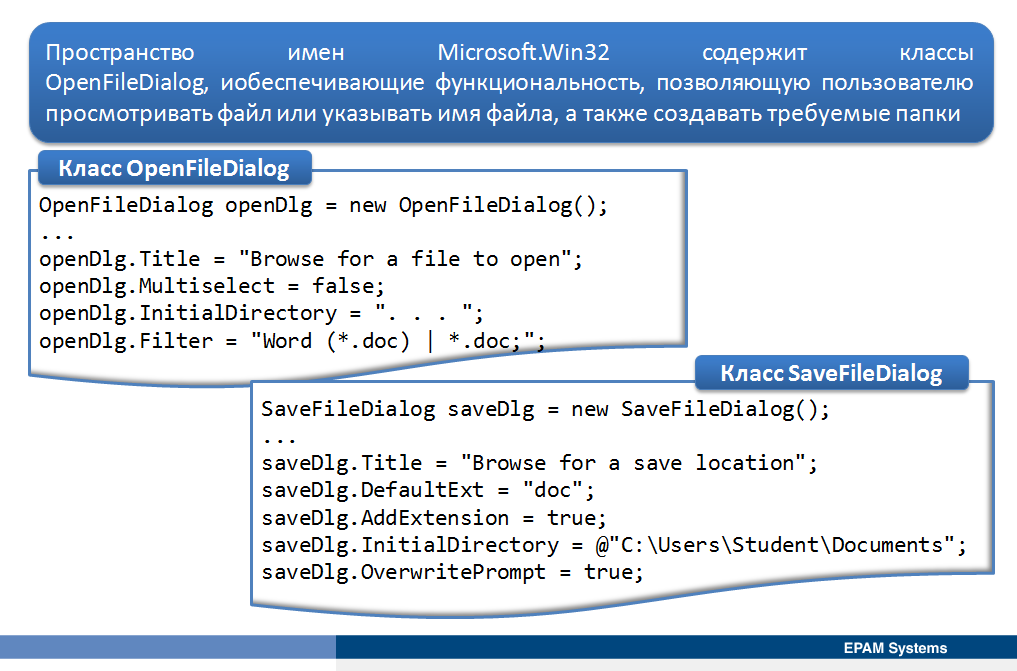 Пространство имен Microsoft.Win32 содержит классы
OpenFileDialog, иобеспечивающие функциональность, позволяющую пользователю
просмотривать файл или указывать имя файла, а также создавать требуемые папки
Класс OpenFileDialog
OpenFileDialog openDlg = new OpenFileDialog();
...
openDlg.Title = "Browse for a file to open";
openDlg.Multiselect = false;
openDlg.InitialDirectory = ". . . ";
openDlg.Filter = "Word (*.doc) | *.doc;";
Класс SaveFileDialog
SaveFileDialog saveDlg = new SaveFileDialog();
...
saveDlg.Title = "Browse for a save location";
saveDlg.DefaultExt = "doc";
saveDlg.AddExtension = true;
saveDlg.InitialDirectory = @"C:\Users\Student\Documents";
saveDlg.OverwritePrompt = true;
EPAM Systems